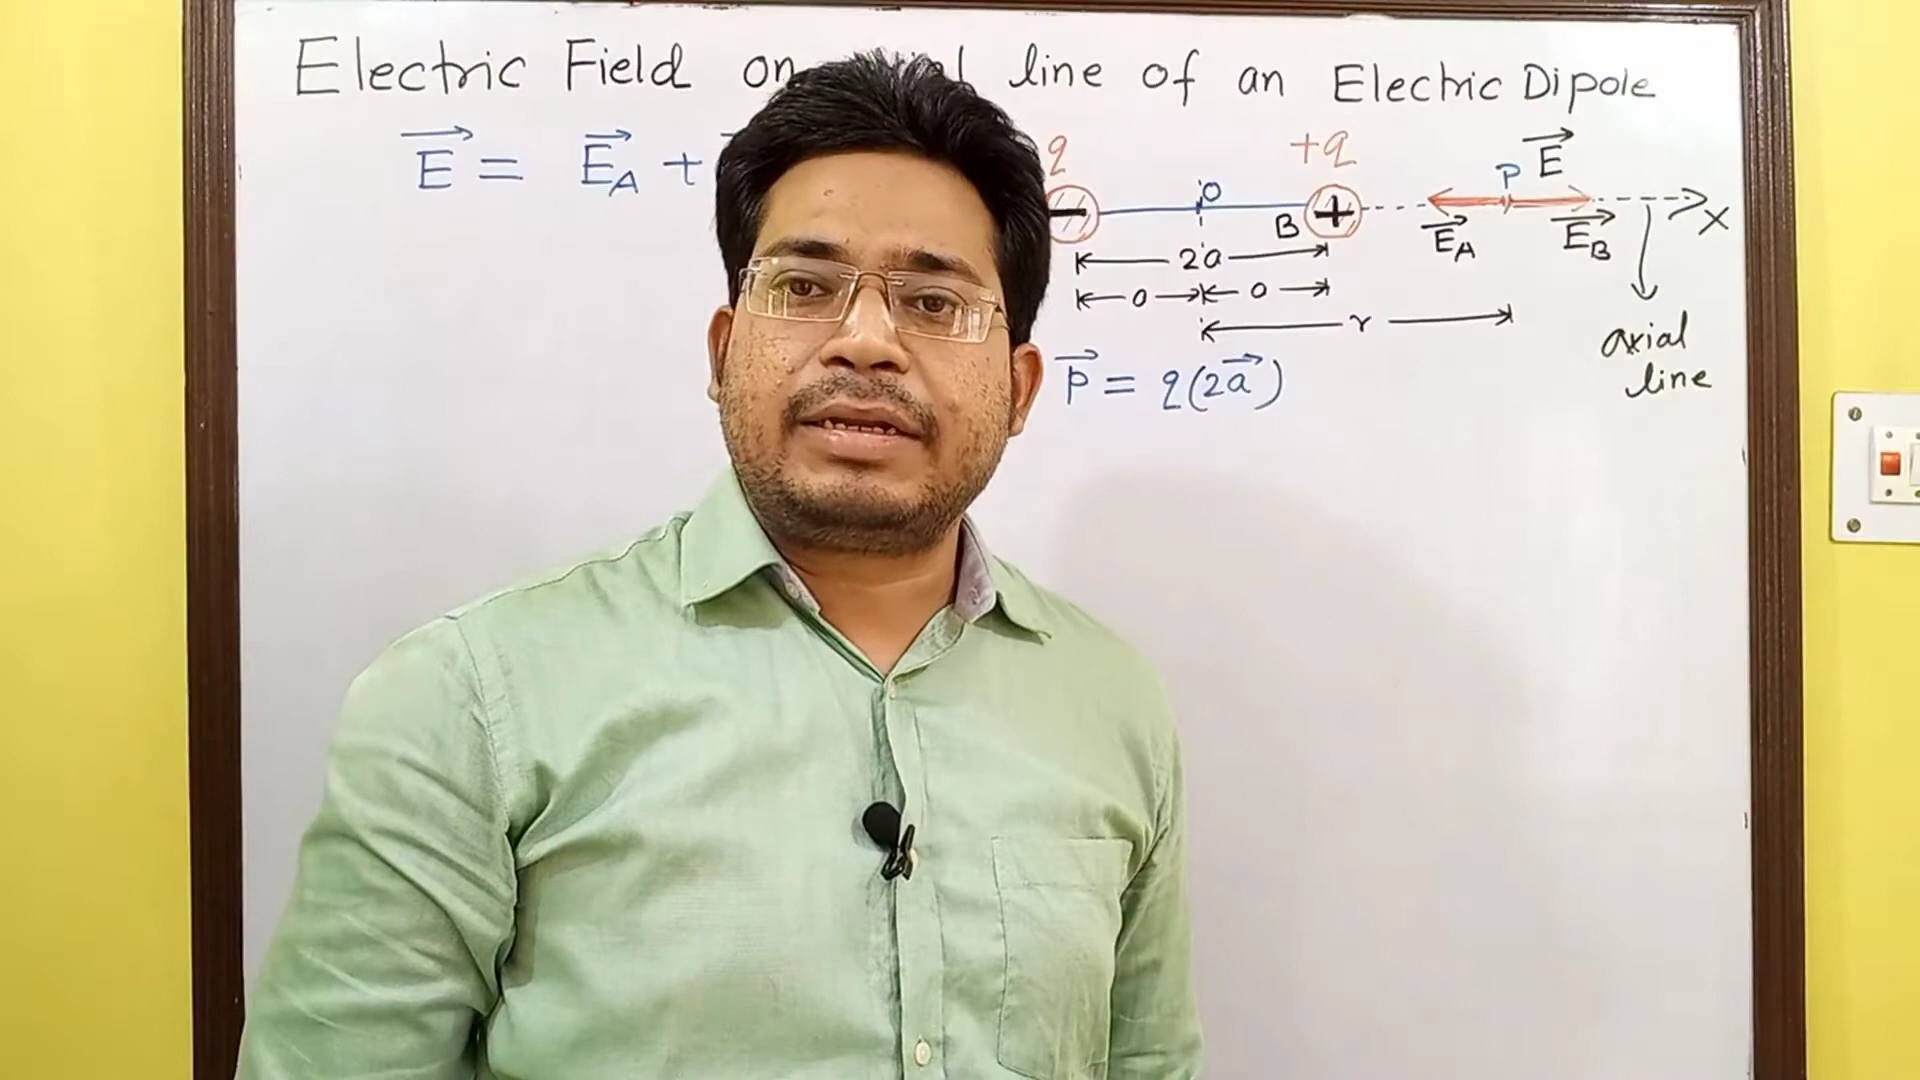 Electric Field on line of an Electric Dipole
E = E_A +
q +q
O P E
B E_A E_B X
2a
a a
r
axial
line
p = q(2a)